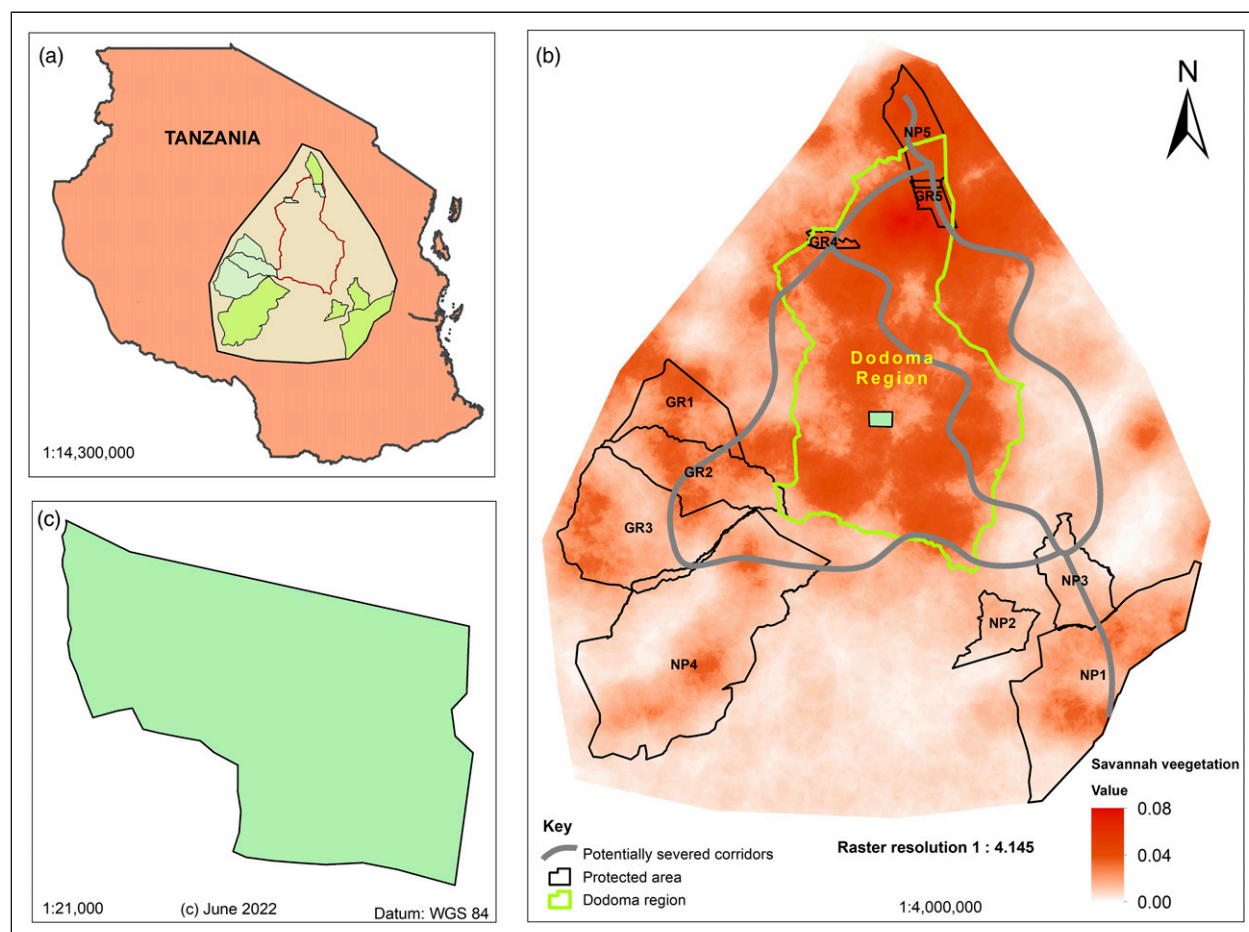 (a)
TANZANIA
1:14,300,000
(b)
N
NP5
GR5
GR4
Dodoma
Region
GR1
GR2
GR3
NP3
NP2
NP4
NP1
Savannah veegetation
Value
0.08
0.04
0.00
Key
Potentially severed corridors
Protected area
Dodoma region
Raster resolution 1 : 4.145
1:4,000,000
(c)
1:21,000
(c) June 2022
Datum: WGS 84